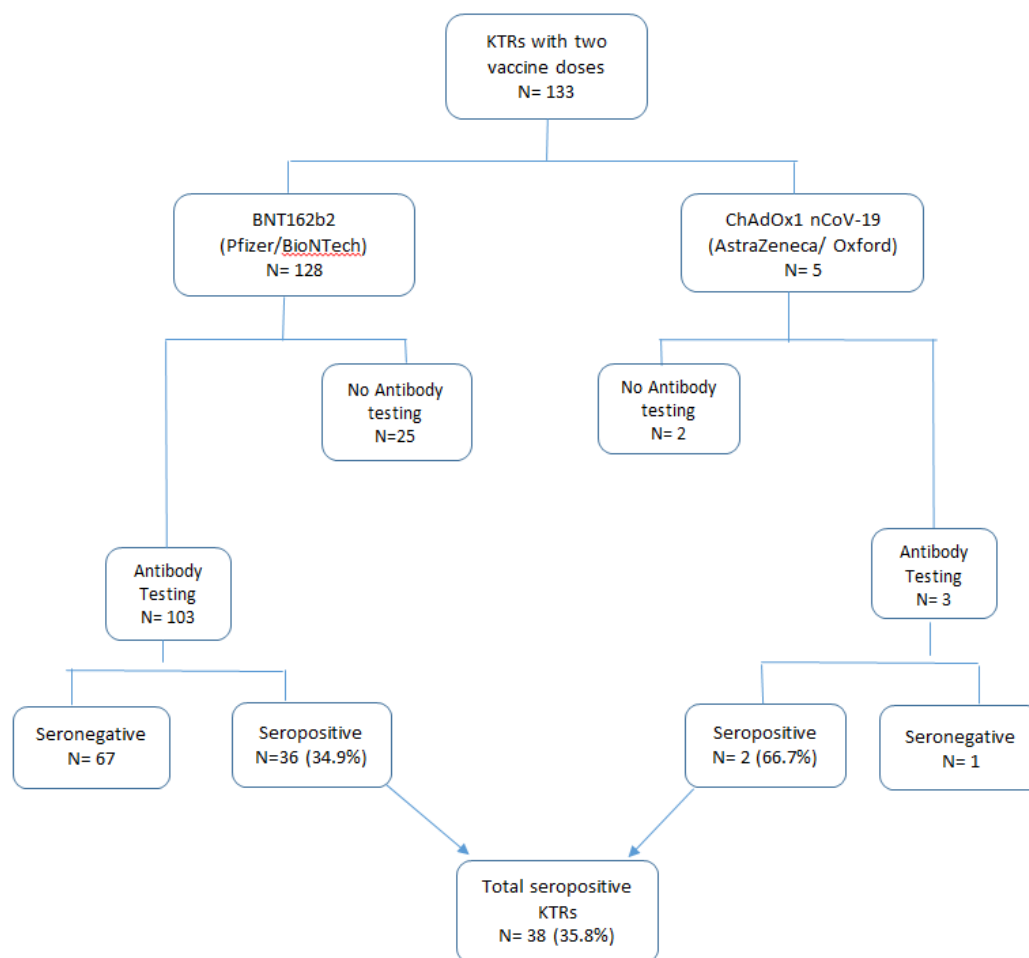 KTRs with two
vaccine doses
N= 133
BNT162b2
(Pfizer/BioNTech)
N= 128
ChAdOx1 nCoV-19
(AstraZeneca/ Oxford)
N= 5
No Antibody
testing
N=25
No Antibody
testing
N= 2
Antibody
Testing
N= 103
Antibody
Testing
N= 3
Seronegative
N= 67
Seropositive
N=36 (34.9%)
Seropositive
N= 2 (66.7%)
Seronegative
N= 1
Total seropositive
KTRs
N= 38 (35.8%)